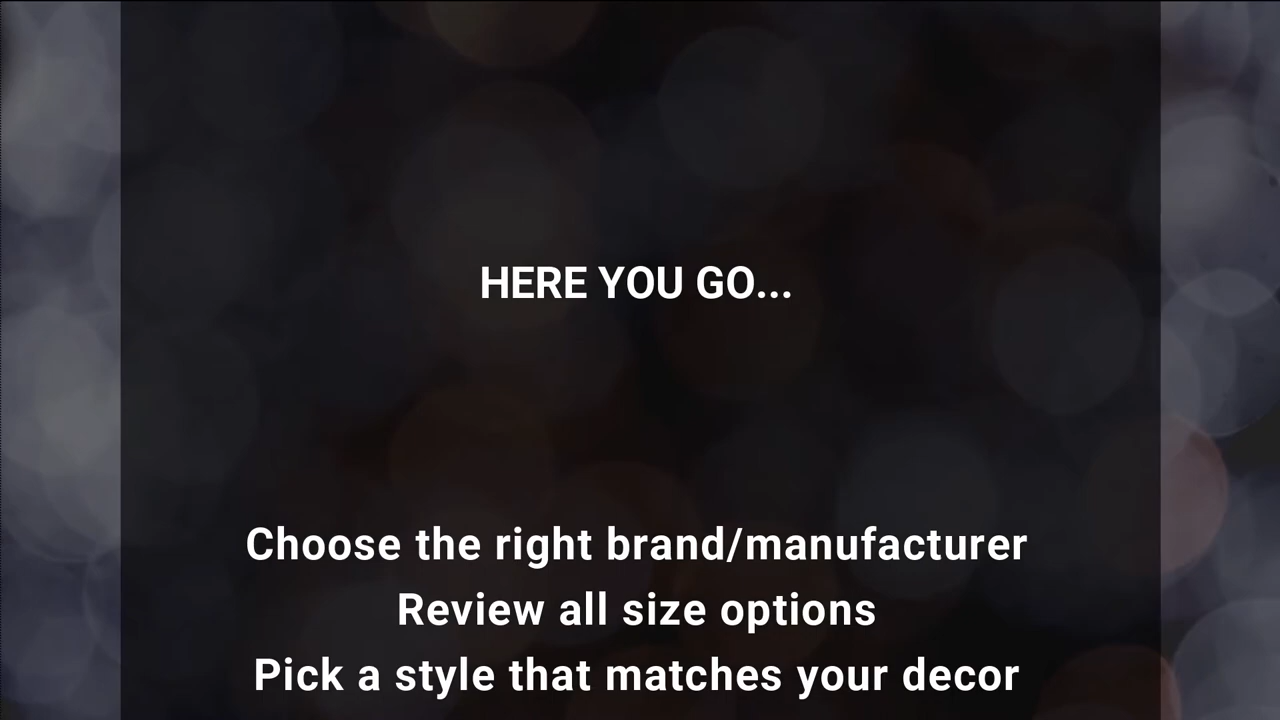 HERE YOU GO...
Choose the right brand/manufacturer
Review all size options
Pick a style that matches your decor